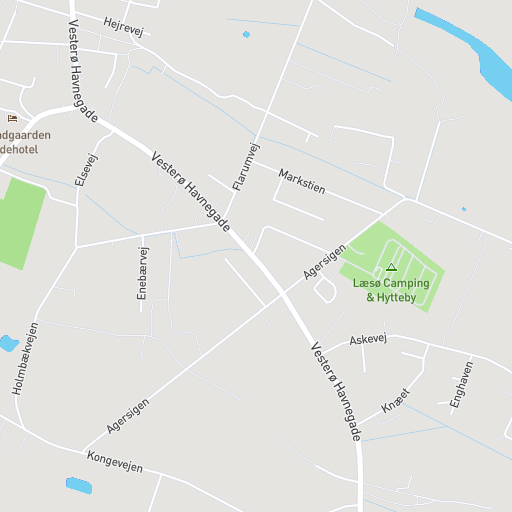 Hejrevej
Vesterø Havnegade
Elsevej
Vesterø Havnegade
Flarumvej
Markstien
Agersigen
Læsø Camping
& Hytteby
Enebærvej
Holmbækvejen
Vesterø Havnegade
Askevej
Enghaven
Knæet
Agersigen
Kongevejen